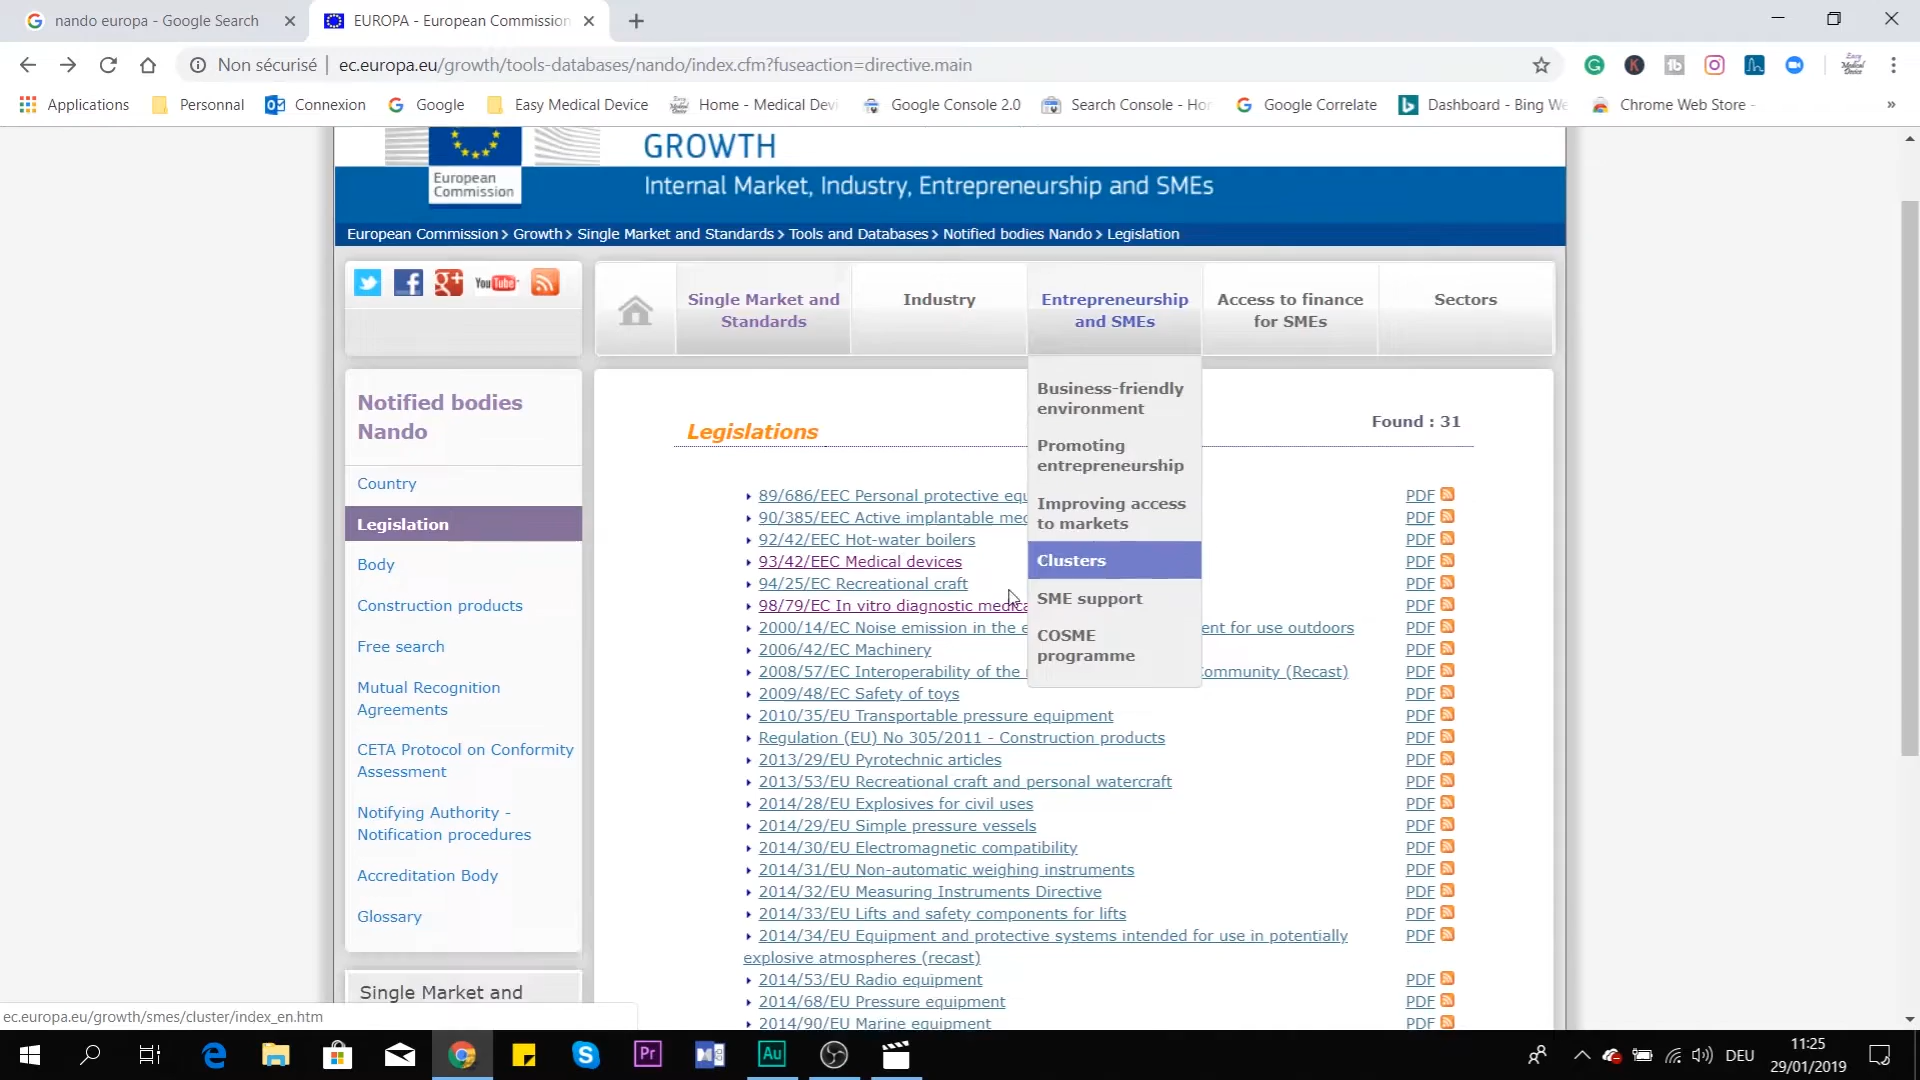 nando europa - Google Search
EUROPA - European Commission
Non sécurisé | ec.europa.eu/growth/tools-databases/nando/index.cfm?fuseaction=directive.main
Applications
Personnal
Connexion
Google
Easy Medical Device
Home - Medical Devi
Google Console 2.0
Search Console - Hor
Google Correlate
Dashboard - Bing We
Chrome Web Store -
»
European
Commission
GROWTH
Internal Market, Industry, Entrepreneurship and SMEs
European Commission > Growth > Single Market and Standards > Tools and Databases > Notified bodies Nando > Legislation
You Tube
Single Market and
Standards
Industry
Entrepreneurship
and SMEs
Access to finance
for SMEs
Sectors
Business-friendly
environment
Promoting
entrepreneurship
Improving access
to markets
Clusters
SME support
COSME
programme
Notified bodies
Nando
Country
Legislation
Body
Construction products
Free search
Mutual Recognition
Agreements
CETA Protocol on Conformity
Assessment
Notifying Authority -
Notification procedures
Accreditation Body
Glossary
Single Market and
Legislations
Found : 31
89/686/EEC Personal protective equ PDF
90/385/EEC Active implantable med PDF
92/42/EEC Hot-water boilers PDF
93/42/EEC Medical devices PDF
94/25/EC Recreational craft PDF
98/79/EC In vitro diagnostic medica PDF
2000/14/EC Noise emission in the e ent for use outdoors PDF
2006/42/EC Machinery PDF
2008/57/EC Interoperability of the ommunity (Recast) PDF
2009/48/EC Safety of toys PDF
2010/35/EU Transportable pressure equipment PDF
Regulation (EU) No 305/2011 - Construction products PDF
2013/29/EU Pyrotechnic articles PDF
2013/53/EU Recreational craft and personal watercraft PDF
2014/28/EU Explosives for civil uses PDF
2014/29/EU Simple pressure vessels PDF
2014/30/EU Electromagnetic compatibility PDF
2014/31/EU Non-automatic weighing instruments PDF
2014/32/EU Measuring Instruments Directive PDF
2014/33/EU Lifts and safety components for lifts PDF
2014/34/EU Equipment and protective systems intended for use in potentially PDF
explosive atmospheres (recast)
2014/53/EU Radio equipment PDF
2014/68/EU Pressure equipment PDF
2014/90/EU Marine equipment PDF
ec.europa.eu/growth/smes/cluster/index_en.htm
Pr
Au
DEU
11:25
29/01/2019